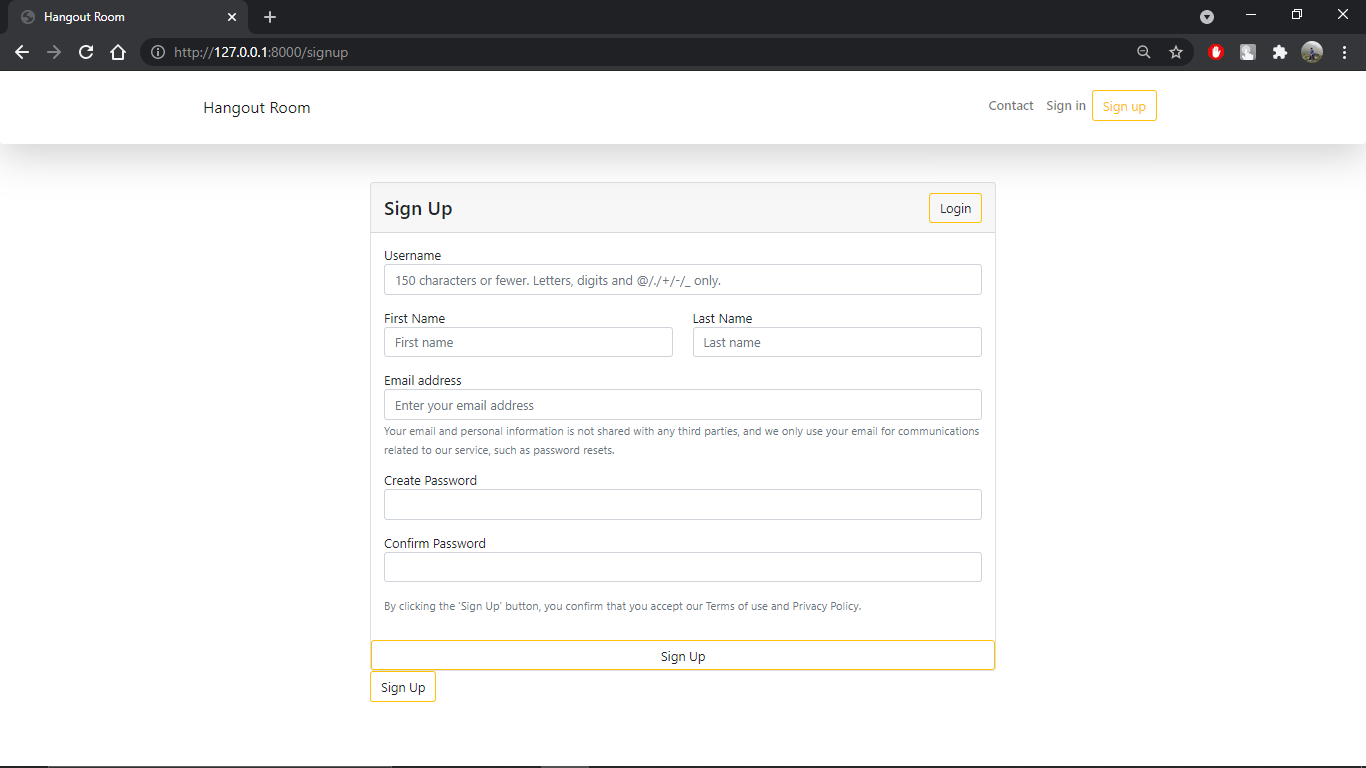 Hangout Room
http://127.0.0.1:8000/signup
Hangout Room
Contact Sign in Sign up
Sign Up
Login
Username
150 characters or fewer. Letters, digits and @/./+/-/_ only.
First Name Last Name
First name Last name
Email address
Enter your email address
Your email and personal information is not shared with any third parties, and we only use your email for communications
related to our service, such as password resets.
Create Password
Confirm Password
By clicking the 'Sign Up' button, you confirm that you accept our Terms of use and Privacy Policy.
Sign Up
Sign Up